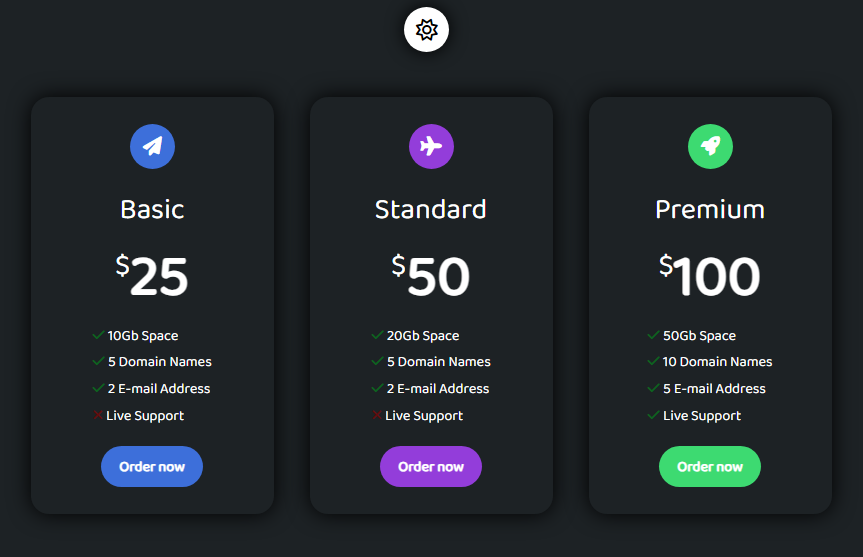 Basic
$25
10Gb Space
5 Domain Names
2 E-mail Address
Live Support
Order now
Standard
$50
20Gb Space
5 Domain Names
2 E-mail Address
Live Support
Order now
Premium
$100
50Gb Space
10 Domain Names
5 E-mail Address
Live Support
Order now